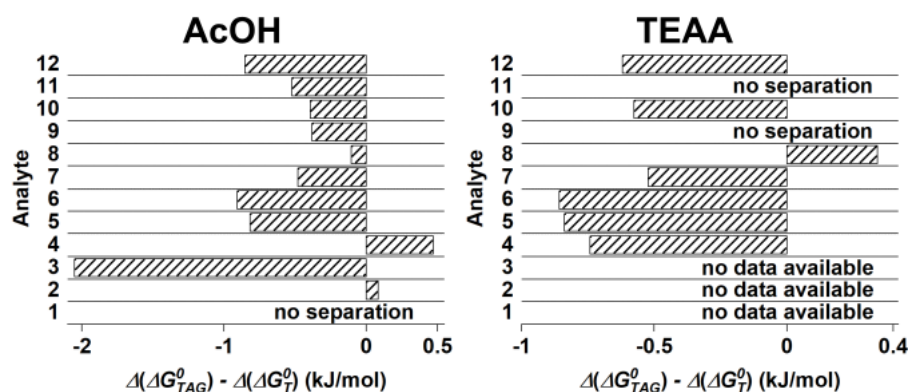 AcOH
TEAA
12
11
10
9
8
7
6
5
4
3
2
1
Analyte
no separation
-2
-1
0
0.5
Δ(ΔG⁰TAG) - Δ(ΔG⁰T) (kJ/mol)
12
11
10
9
8
7
6
5
4
3
2
1
Analyte
no separation
no separation
no data available
no data available
no data available
-1
-0.5
0
0.4
Δ(ΔG⁰TAG) - Δ(ΔG⁰T) (kJ/mol)